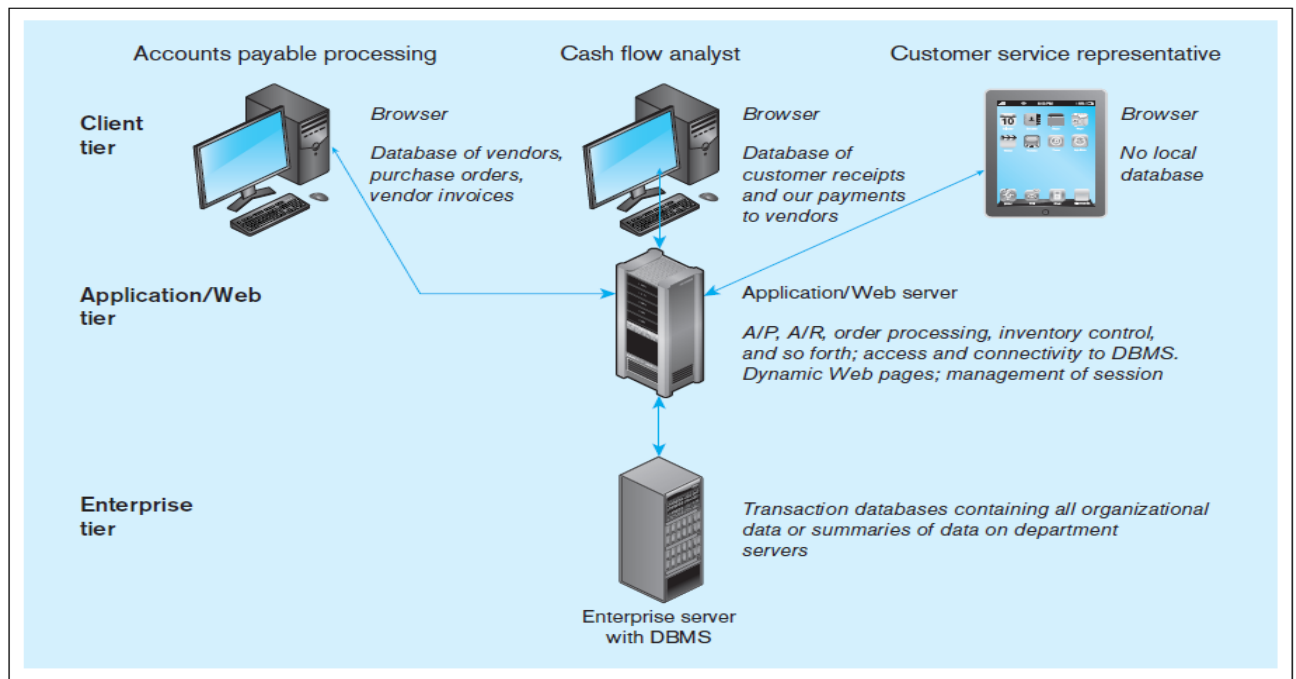 Accounts payable processing
Cash flow analyst
Customer service representative
Client
tier
Browser
Database of vendors,
purchase orders,
vendor invoices
Browser
Database of
customer receipts
and our payments
to vendors
10
Browser
No local
database
Application/Web
tier
Application/Web server
A/P, A/R, order processing, inventory control,
and so forth; access and connectivity to DBMS.
Dynamic Web pages; management of session
Enterprise
tier
Transaction databases containing all organizational
data or summaries of data on department
servers
Enterprise server
with DBMS